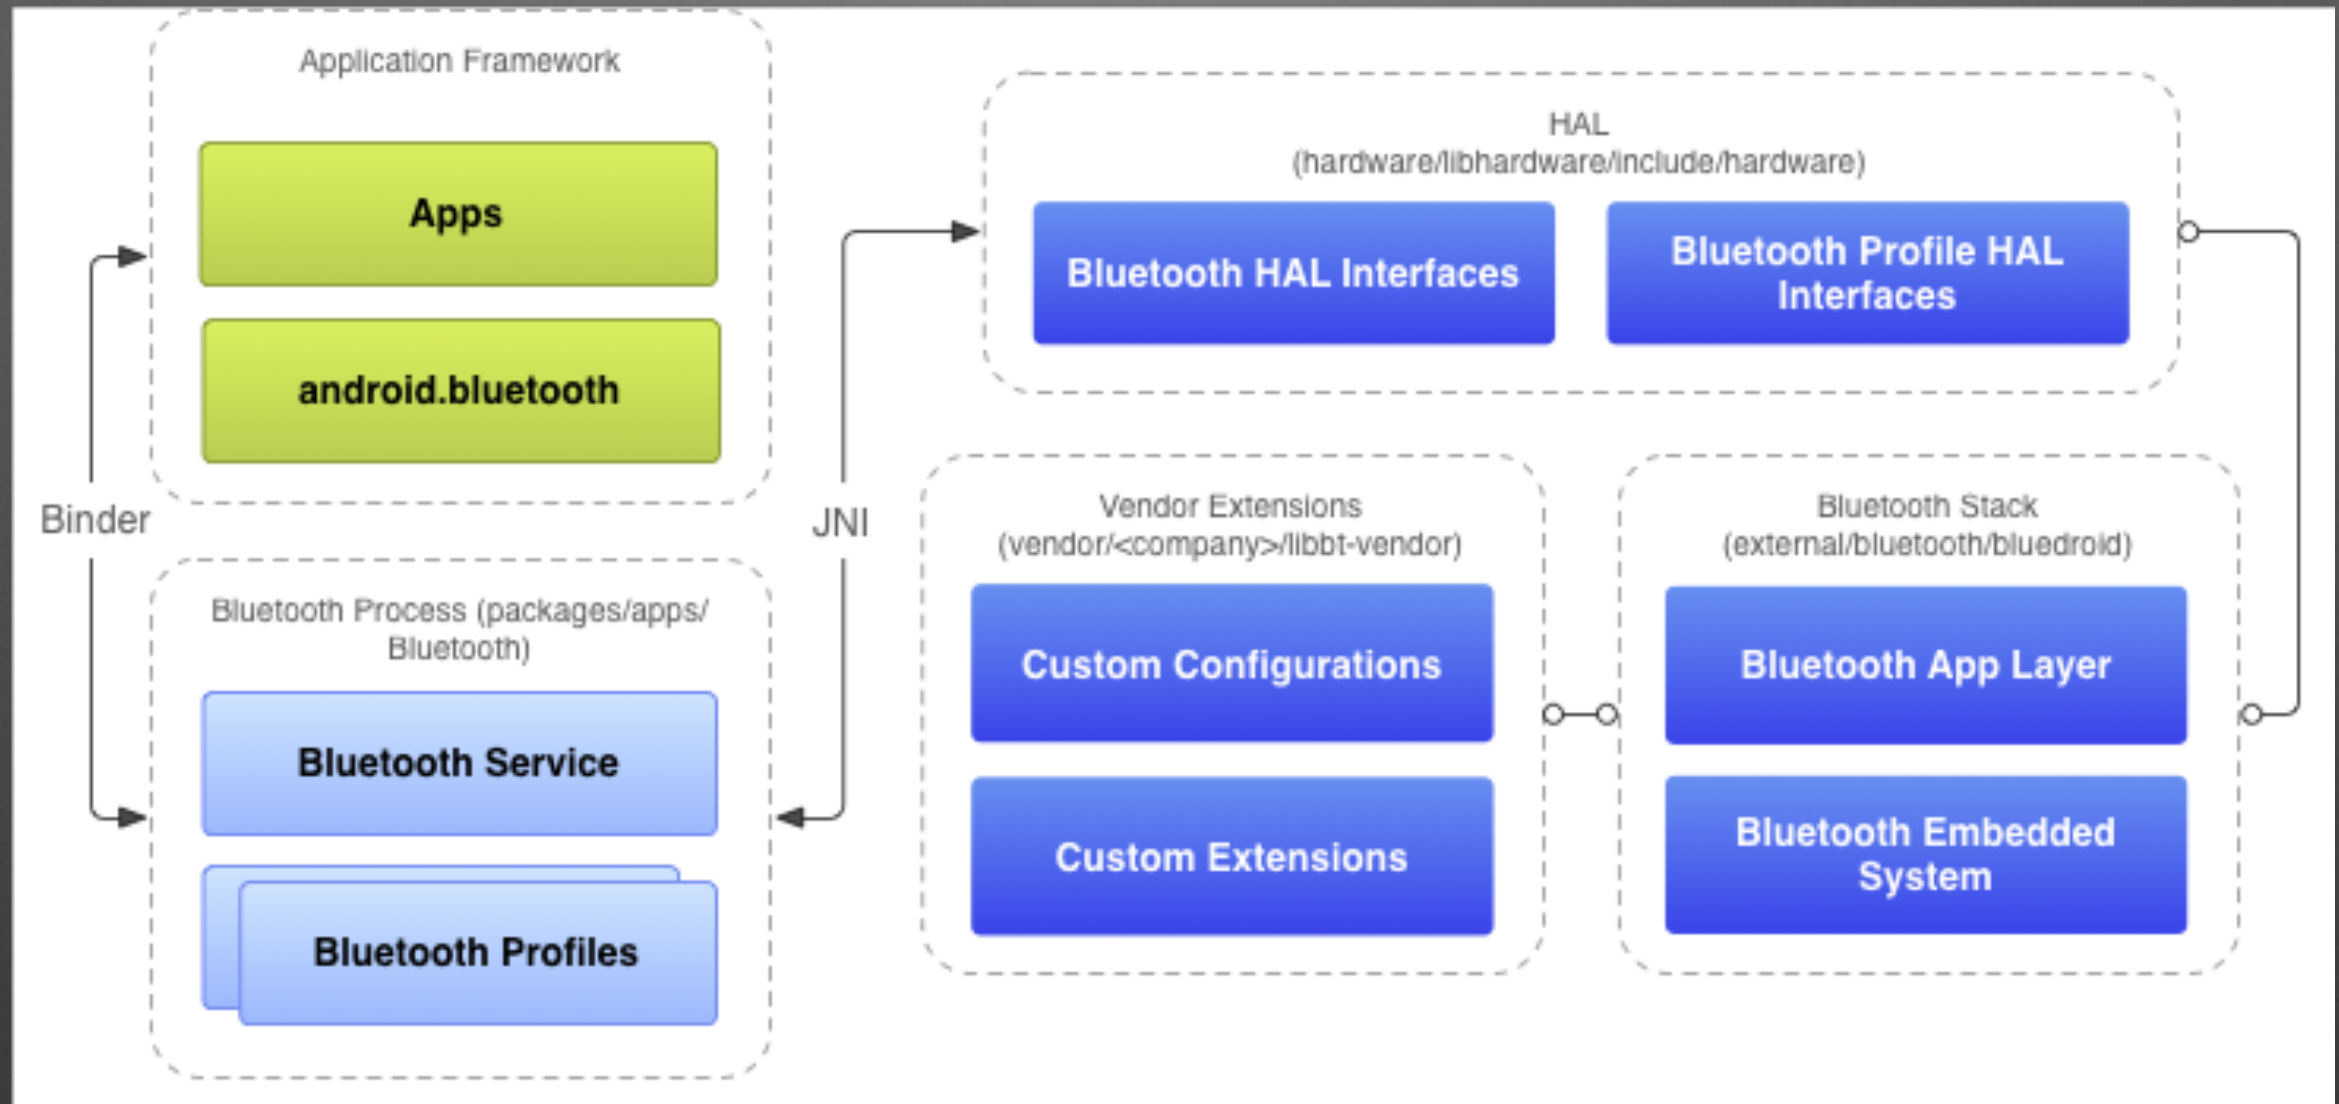 Application Framework
Apps
android.bluetooth
Binder
Bluetooth Process (packages/apps/
Bluetooth)
Bluetooth Service
Bluetooth Profiles
JNI
HAL
(hardware/libhardware/include/hardware)
Bluetooth HAL Interfaces
Bluetooth Profile HAL
Interfaces
Vendor Extensions
(vendor/<company>/libbt-vendor)
Custom Configurations
Custom Extensions
Bluetooth Stack
(external/bluetooth/bluedroid)
Bluetooth App Layer
Bluetooth Embedded
System